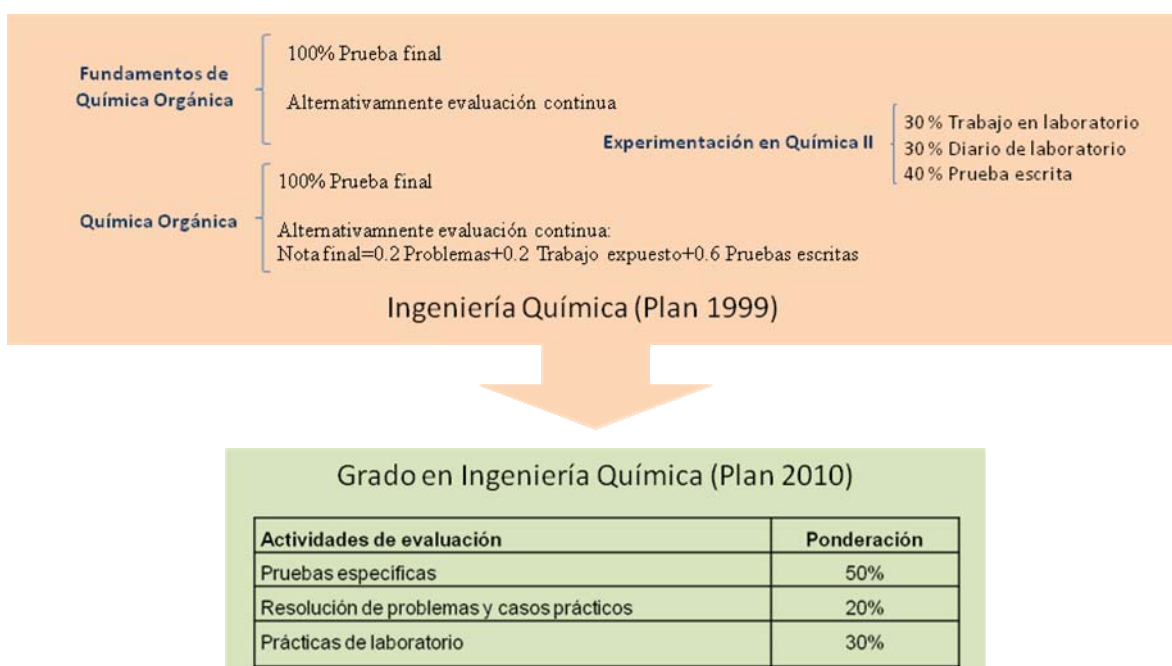 100% Prueba final
Fundamentos de
Química Orgánica
Alternativamnente evaluación continua
Experimentación en Química II
30 % Trabajo en laboratorio
30 % Diario de laboratorio
40 % Prueba escrita
100% Prueba final
Química Orgánica
Alternativamnente evaluación continua:
Nota final=0.2 Problemas+0.2 Trabajo expuesto+0.6 Pruebas escritas
Ingeniería Química (Plan 1999)
Grado en Ingeniería Química (Plan 2010)
Actividades de evaluación Ponderación
Pruebas específicas 50%
Resolución de problemas y casos prácticos 20%
Prácticas de laboratorio 30%